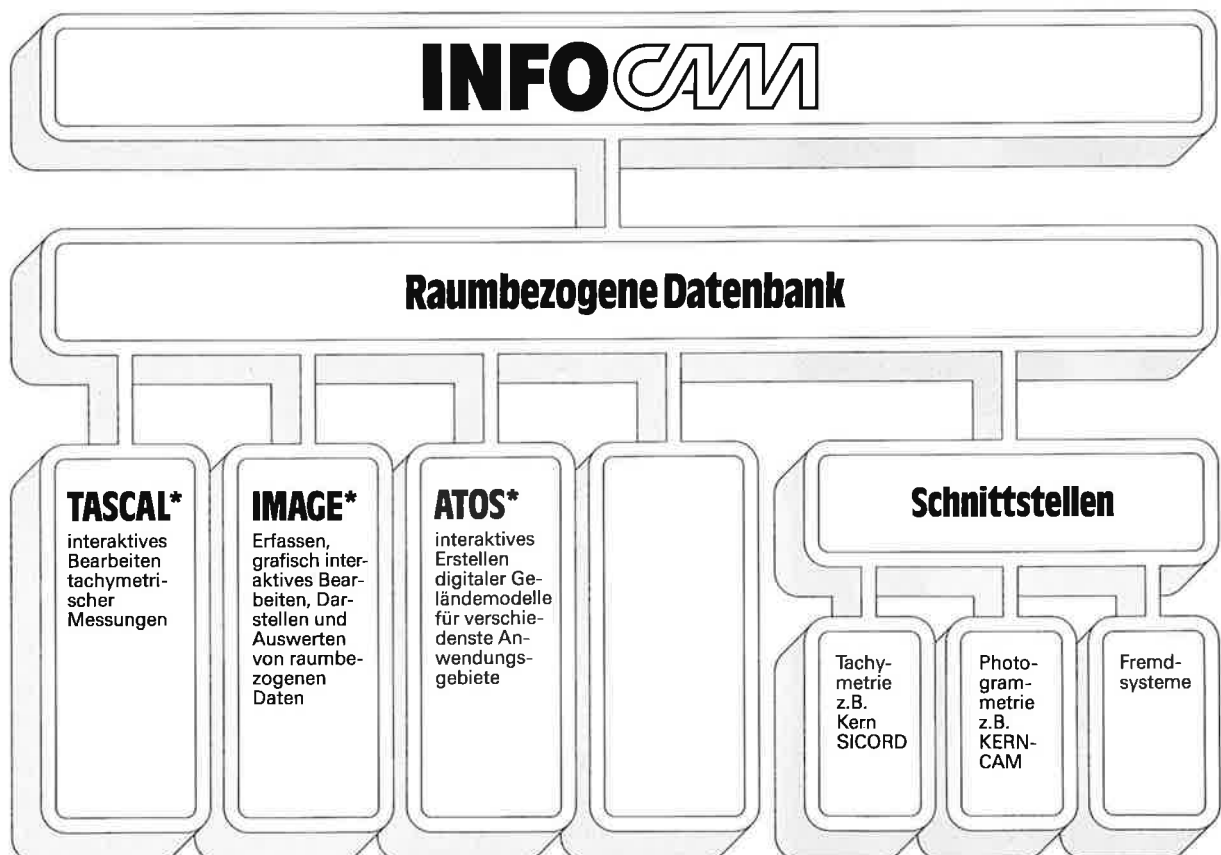 INFOCAM
Raumbezogene Datenbank
TASCAL*
interaktives
Bearbeiten
tachymetri-
scher
Messungen
IMAGE*
Erfassen,
grafisch inter-
aktives Bear-
beiten, Dar-
stellen und
Auswerten
von raumbe-
zogenen
Daten
ATOS*
interaktives
Erstellen
digitaler Ge-
ländemodelle
für verschie-
denste An-
wendungs-
gebiete
Schnittstellen
Tachy-
metrie
z.B.
Kern
SICORD
Photo-
gram-
metrie
z.B.
KERN-
CAM
Fremd-
systeme